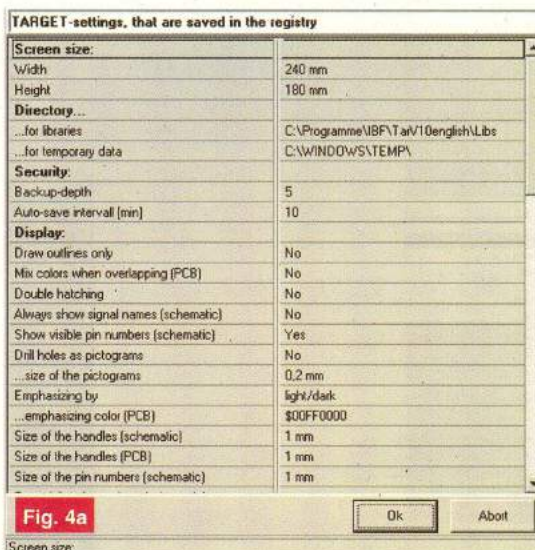 TARGET-settings, that are saved in the registry
Screen size:
Width 240 mm
Height 180 mm
Directory...
...for libraries C:\Programme\IBF\TarV10english\Libs
...for temporary data C:\WINDOWS\TEMP\
Security:
Backup-depth 5
Auto-save intervall [min] 10
Display:
Draw outlines only No
Mix colors when overlapping (PCB) No
Double hatching No
Always show signal names (schematic) No
Show visible pin numbers (schematic) Yes
Drill holes as pictograms No
...size of the pictograms 0,2 mm
Emphasizing by light/dark
...emphasizing color (PCB) $00FF0000
Size of the handles (schematic) 1 mm
Size of the handles (PCB) 1 mm
Size of the pin numbers (schematic) 1 mm
Fig. 4a Ok Abort
Screen size: